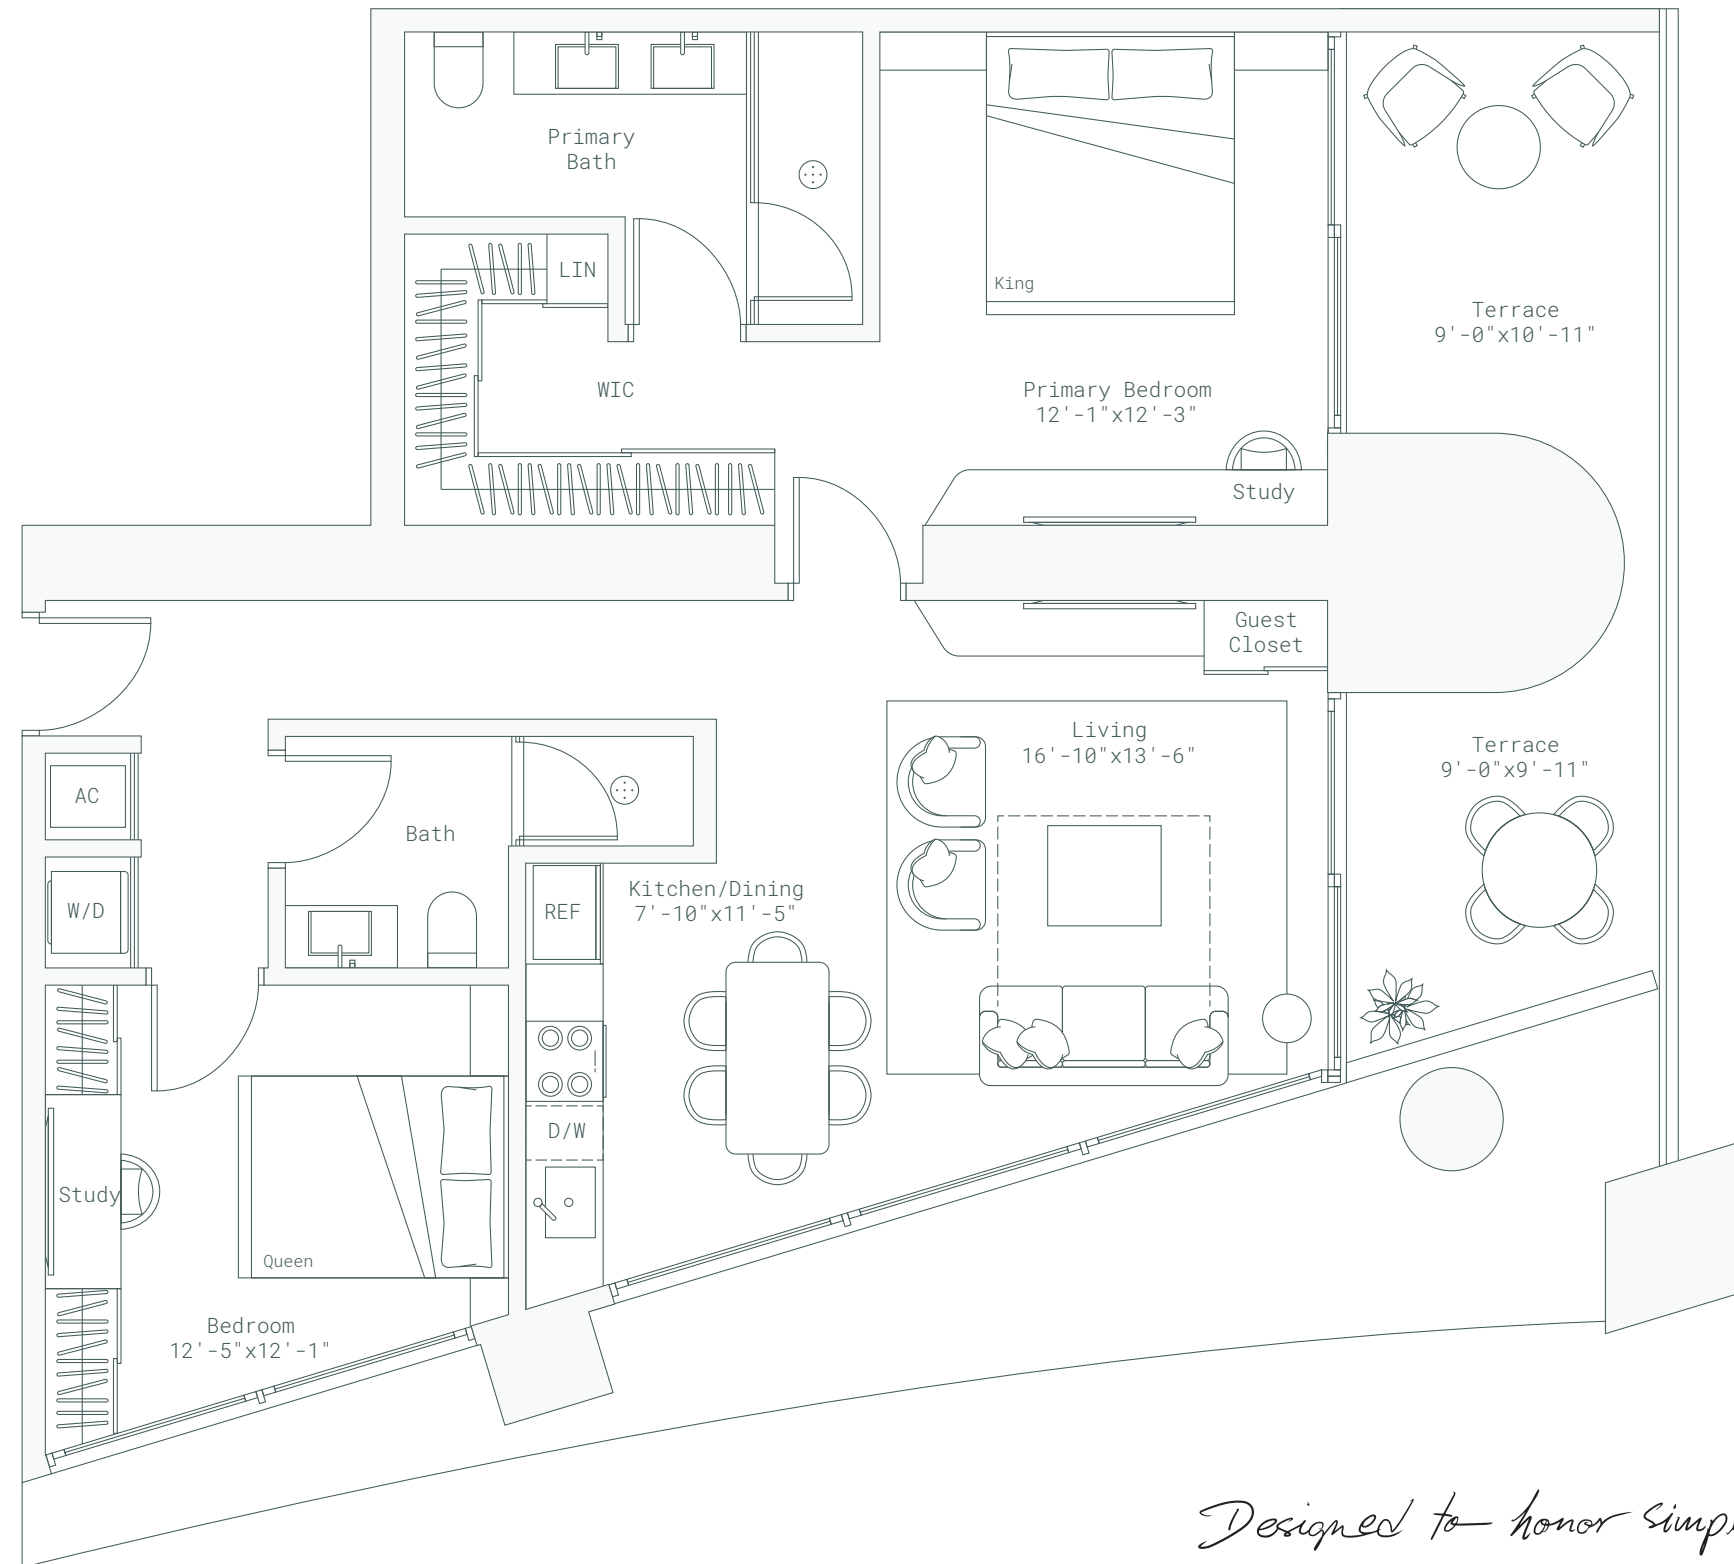 Primary
Bath
LIN
WIC
King
Primary Bedroom
12'-1"x12'-3"
Study
Terrace
9'-0"x10'-11"
Guest
Closet
Living
16'-10"x13'-6"
Terrace
9'-0"x9'-11"
AC
W/D
Bath
REF
Kitchen/Dining
7'-10"x11'-5"
D/W
Study
Queen
Bedroom
12'-5"x12'-1"
Designed to honor